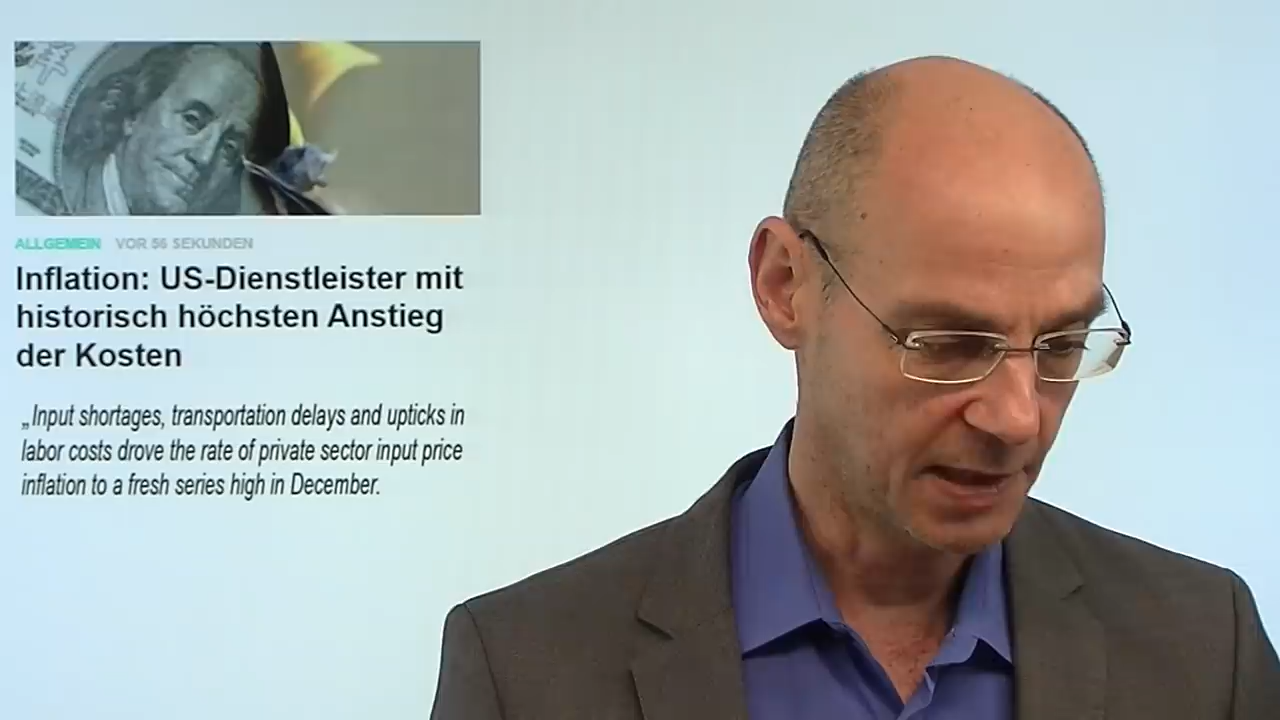 ALLGEMEIN VOR 56 SEKUNDEN
Inflation: US-Dienstleister mit
historisch höchsten Anstieg
der Kosten
„Input shortages, transportation delays and upticks in
labor costs drove the rate of private sector input price
inflation to a fresh series high in December.